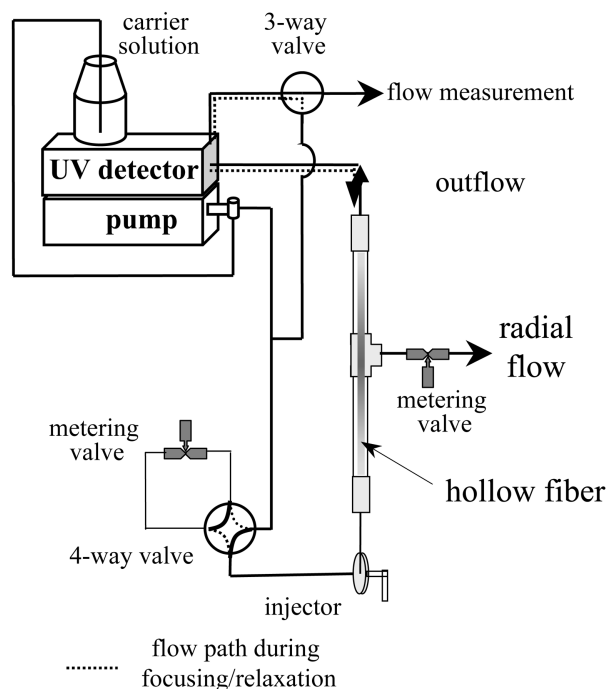 carrier
solution
3-way
valve
flow measurement
UV detector
outflow
pump
radial
flow
metering
valve
metering
valve
hollow fiber
4-way valve
injector
flow path during
focusing/relaxation